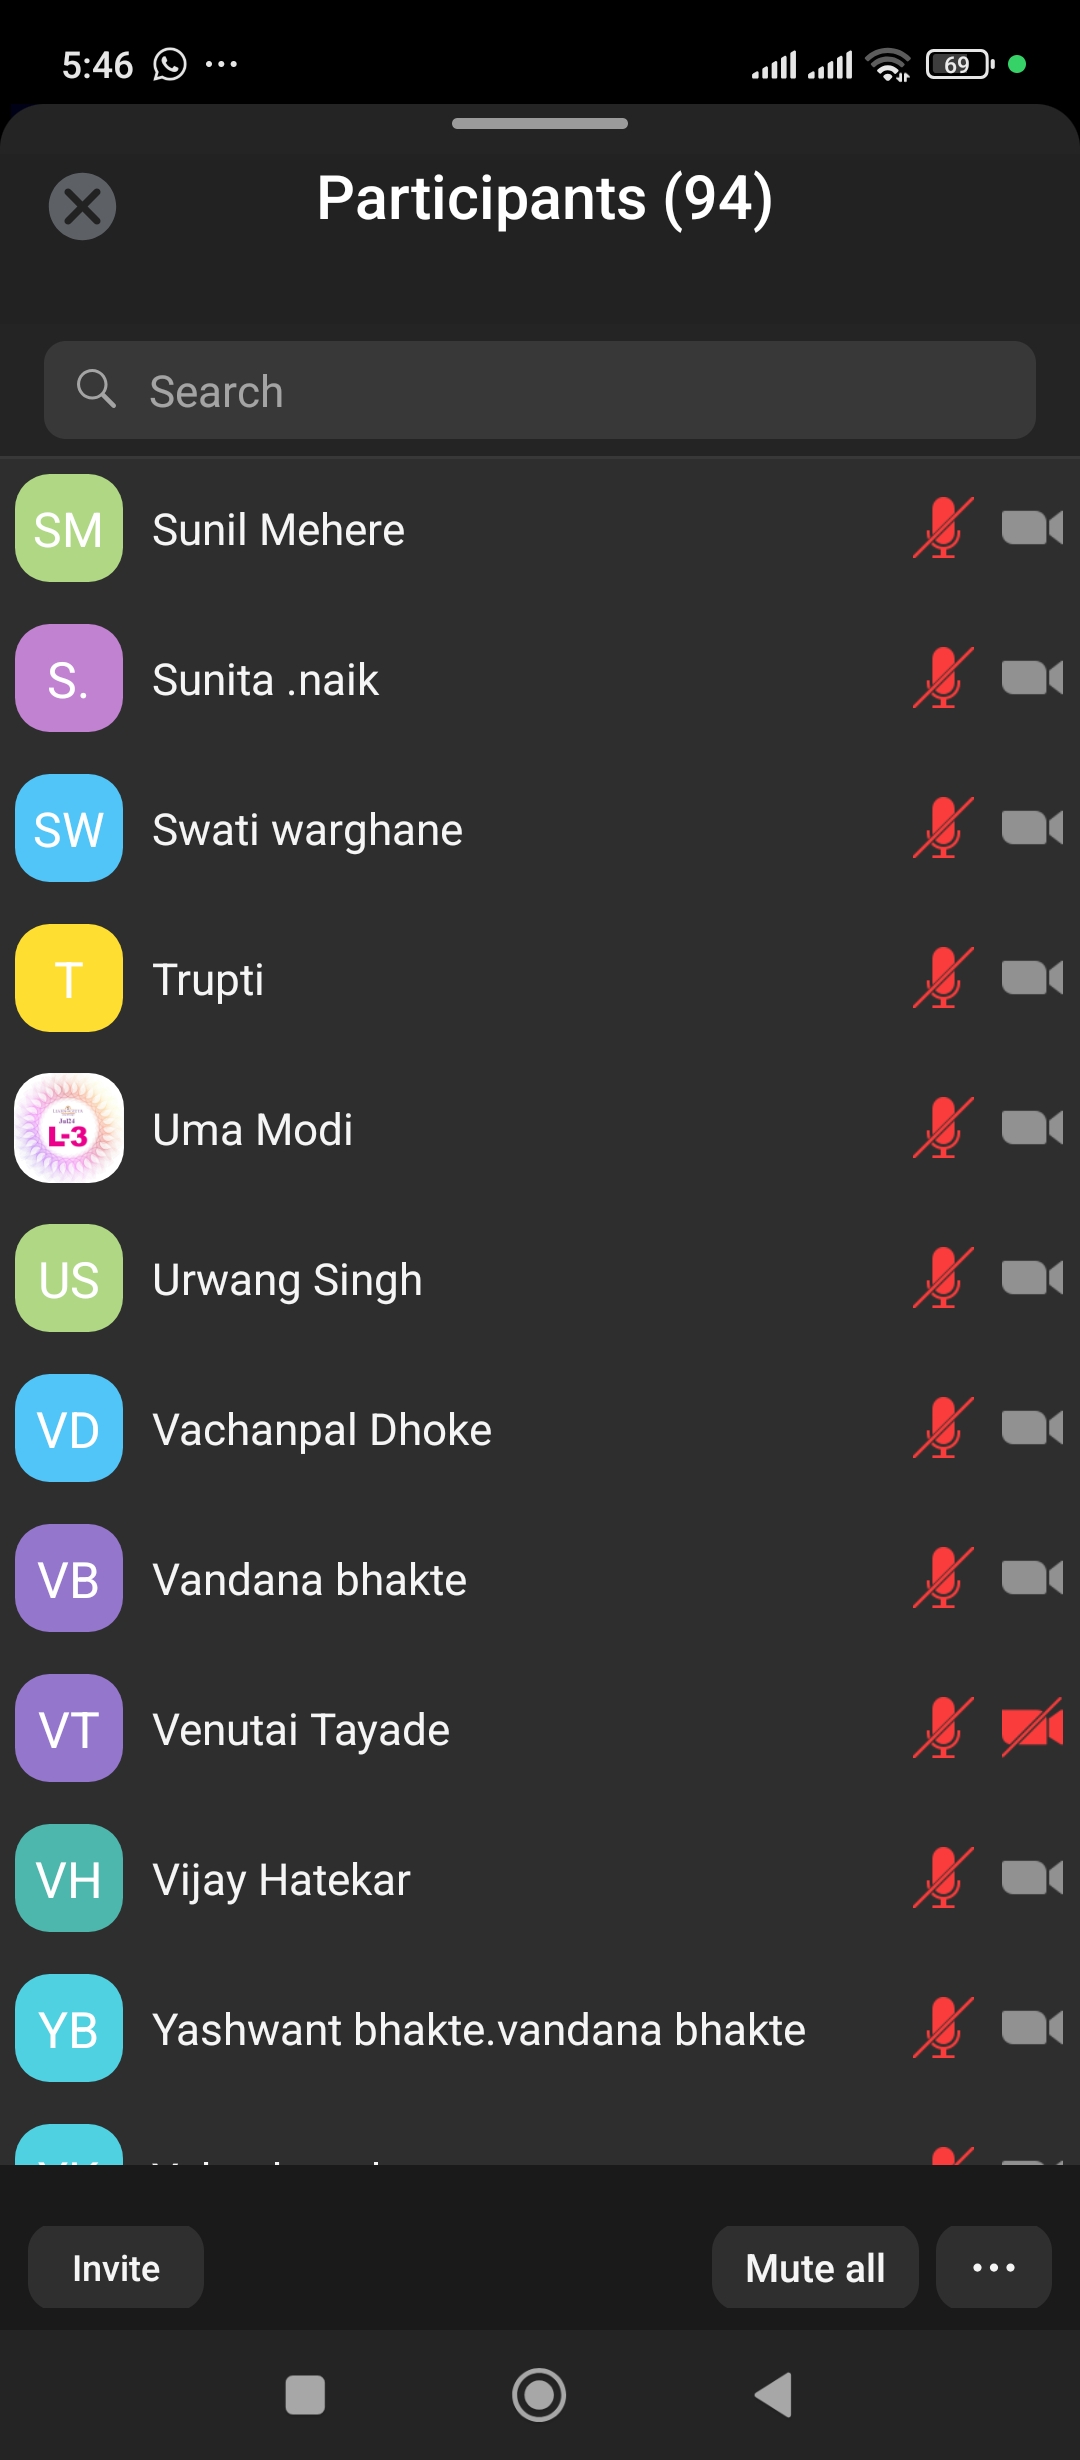 5:46
69
Participants (94)
Search
SM Sunil Mehere
S. Sunita .naik
SW Swati warghane
T Trupti
Jul24
L-3
Uma Modi
US Urwang Singh
VD Vachanpal Dhoke
VB Vandana bhakte
VT Venutai Tayade
VH Vijay Hatekar
YB Yashwant bhakte.vandana bhakte
Invite Mute all